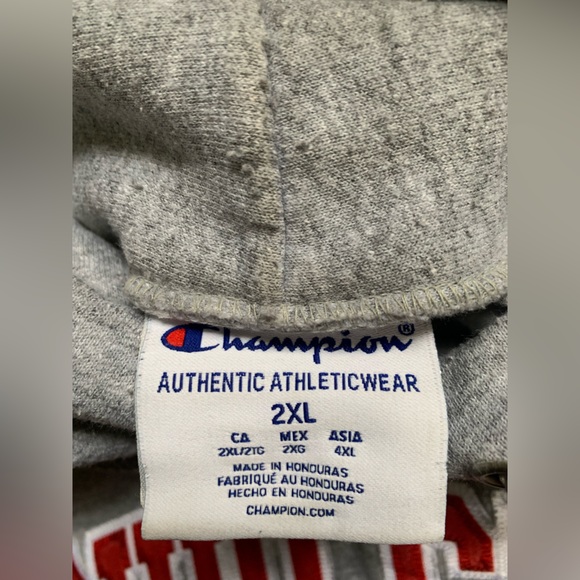 Champion®
AUTHENTIC ATHLETICWEAR
2XL
CA MEX ASIA
2XL/2TG 2XG 4XL
MADE IN HONDURAS
FABRIQUÉ AU HONDURAS
HECHO EN HONDURAS
CHAMPION.COM